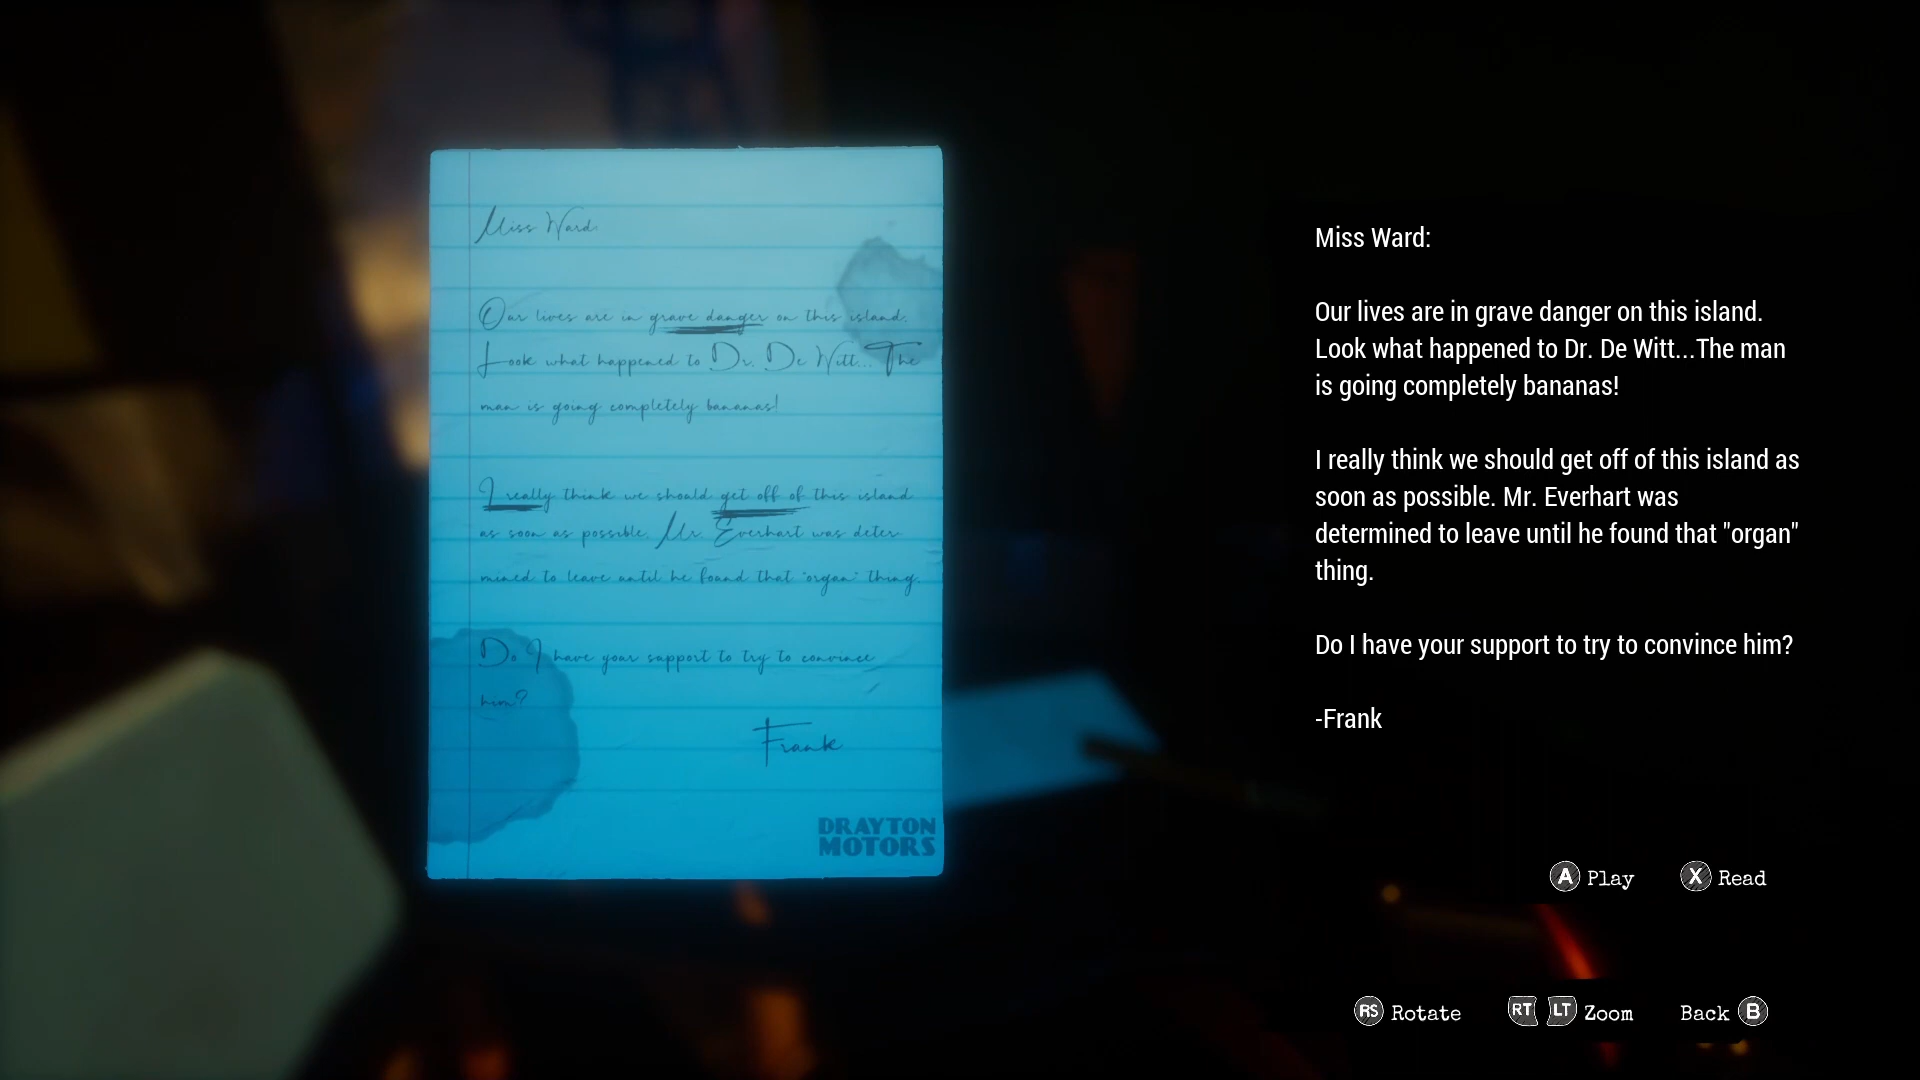 Miss Ward:
Our lives are in grave danger on this island.
Look what happened to Dr. De Witt... The
man is going completely bananas!
I really think we should get off of this island
as soon as possible. Mr. Everhart was deter-
mined to leave until he found that "organ" thing.
Do I have your support to try to convince
him?
Frank
DRAYTON
MOTORS
Miss Ward:
Our lives are in grave danger on this island.
Look what happened to Dr. De Witt...The man
is going completely bananas!
I really think we should get off of this island as
soon as possible. Mr. Everhart was
determined to leave until he found that "organ"
thing.
Do I have your support to try to convince him?
-Frank
A Play X Read
RS Rotate RT LT Zoom Back B